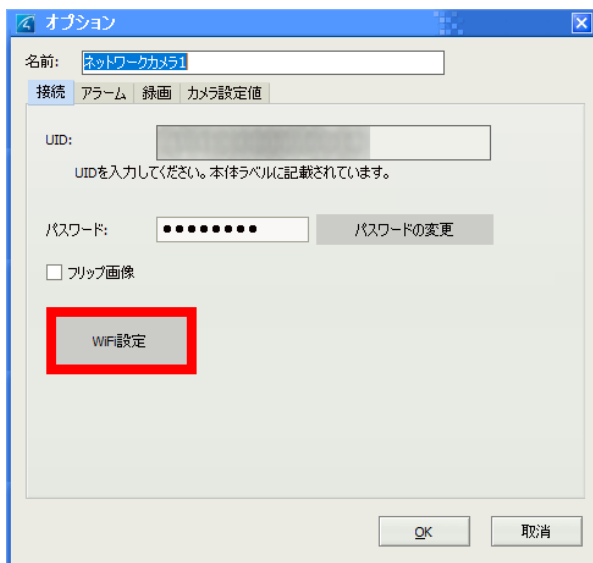 オプション
名前: ネットワークカメラ1
接続 アラーム 録画 カメラ設定値
UID:
UIDを入力してください。本体ラベルに記載されています。
パスワード: ●●●●●●●● パスワードの変更
フリップ画像
WiFi設定
OK 取消